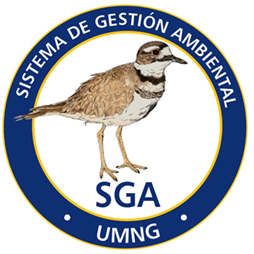 SISTEMA DE GESTIÓN AMBIENTAL
SGA
· UMNG ·